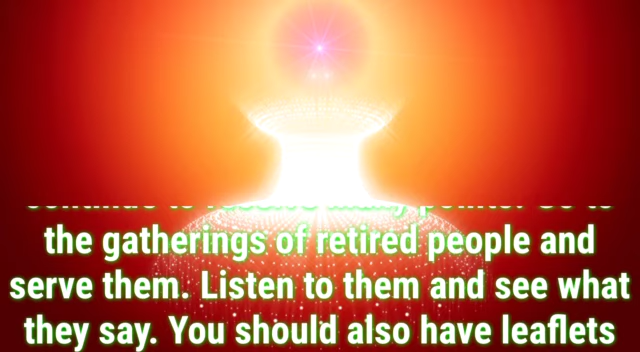 the gatherings of retired people and
serve them. Listen to them and see what
they say. You should also have leaflets